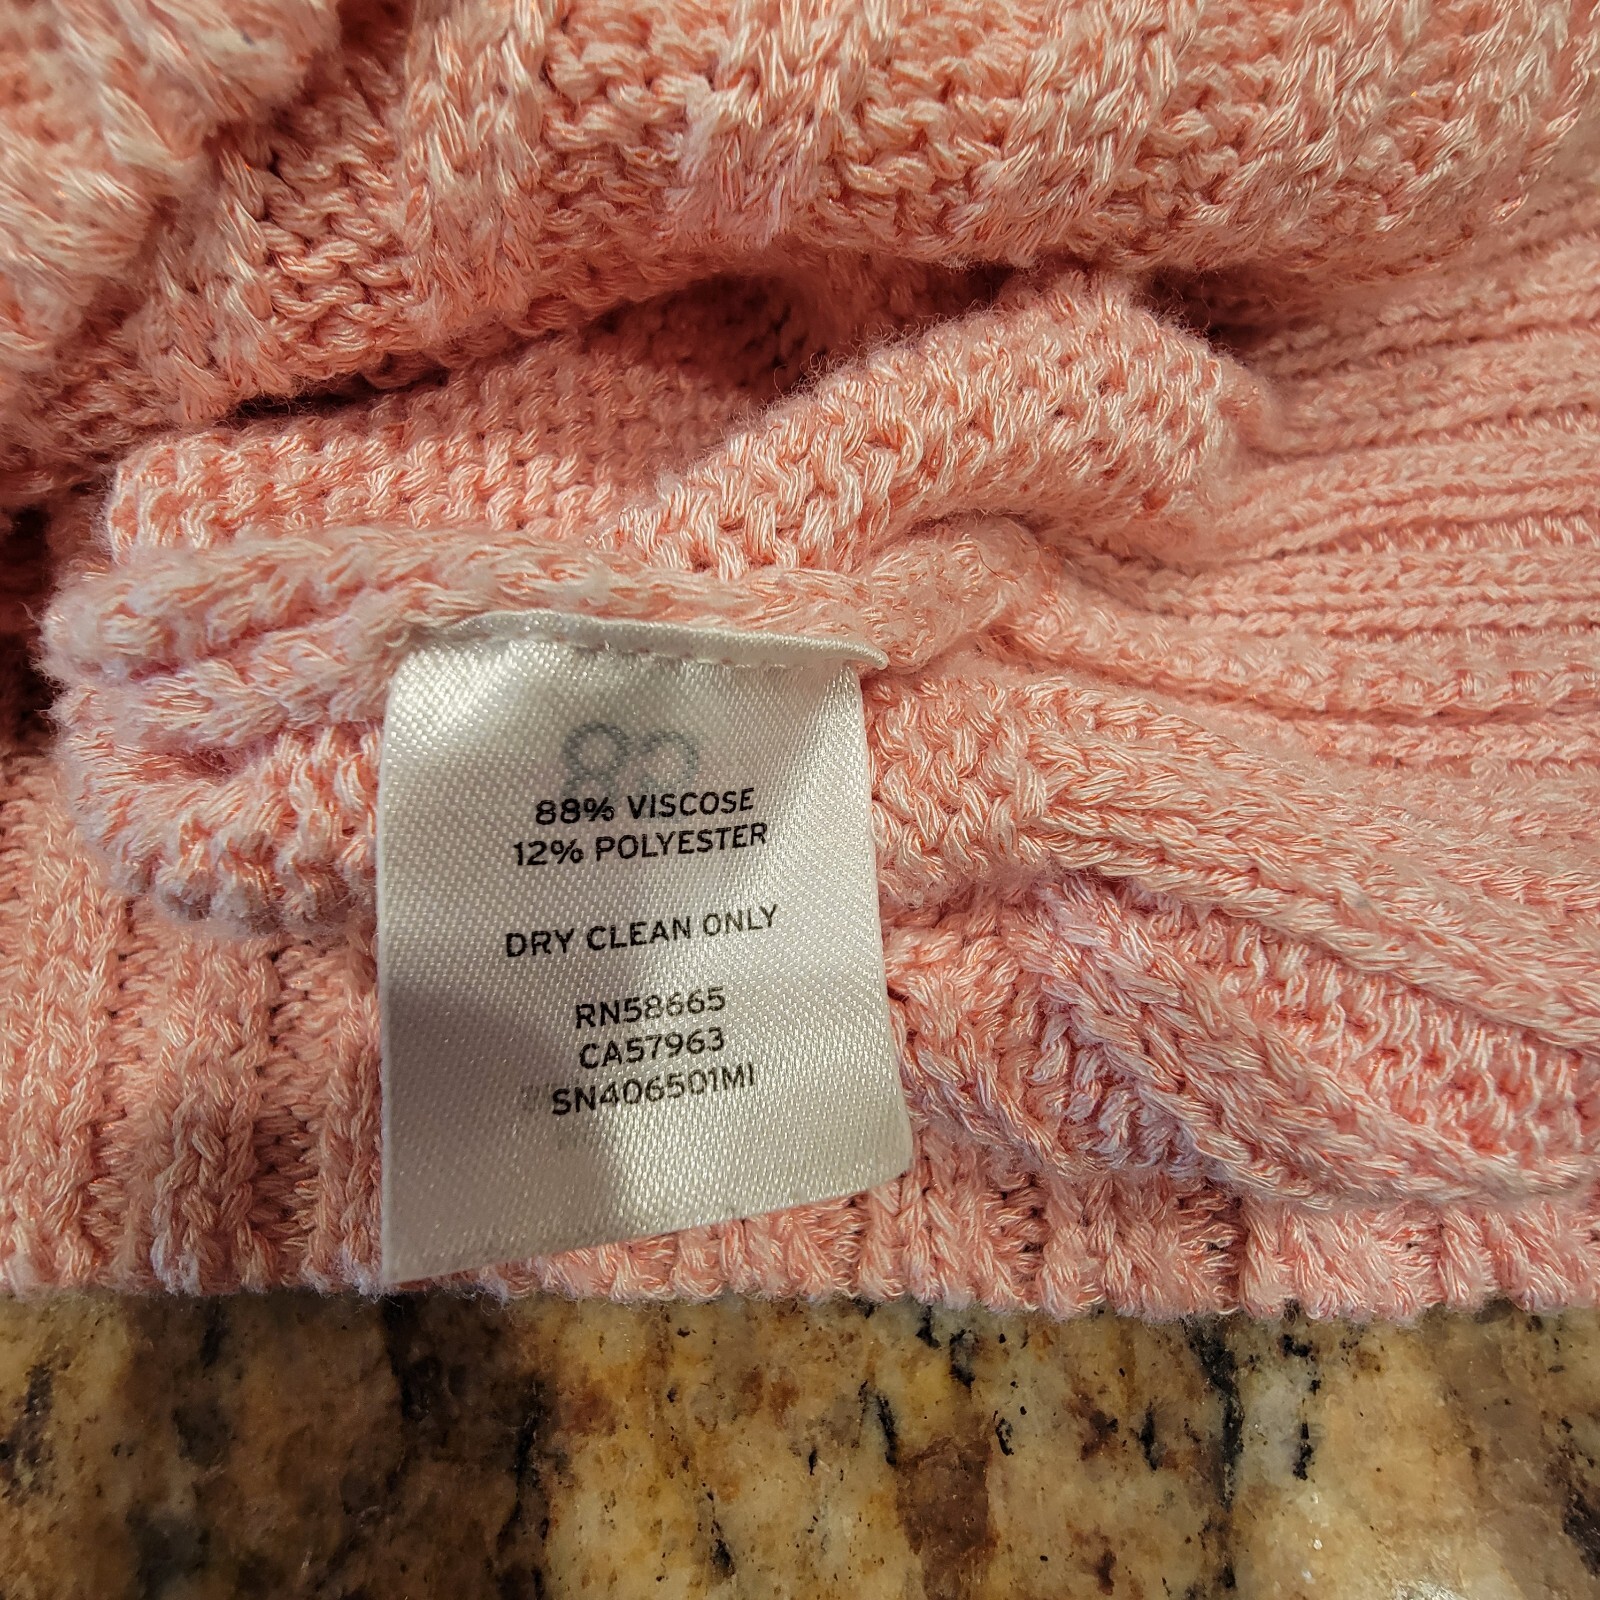 88% VISCOSE
12% POLYESTER
DRY CLEAN ONLY
RN58665
CA57963
SN406501MI